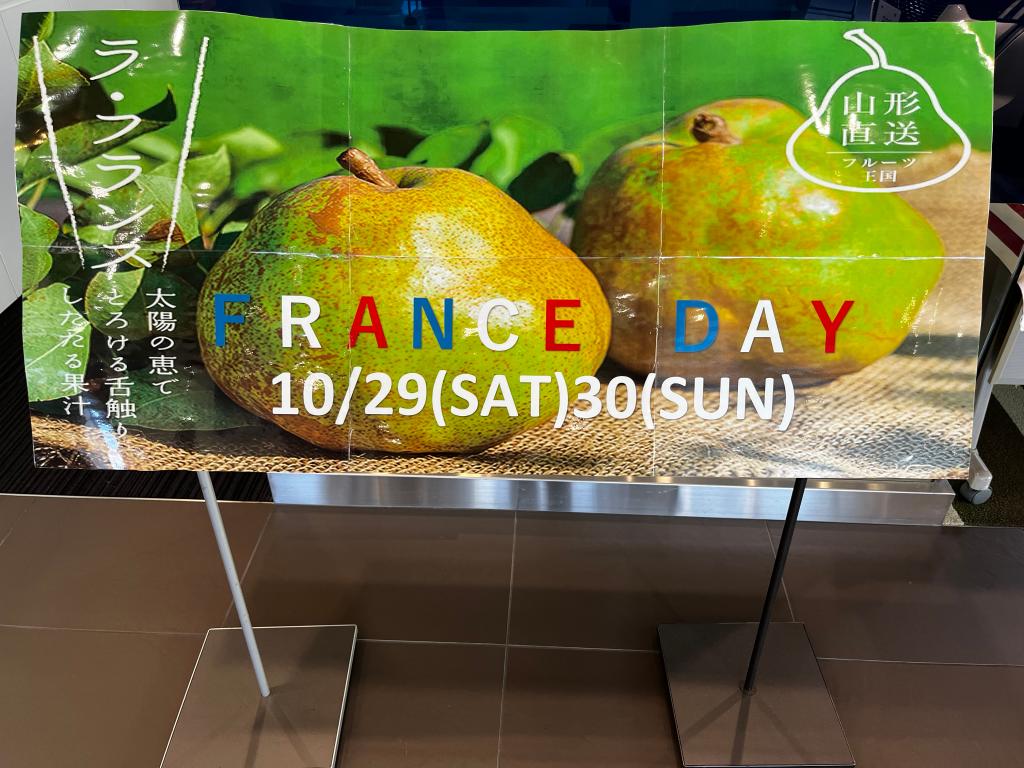 ラ・フランス
太陽の恵で
とろける舌触り
したたる果汁
山形
直送
フルーツ
王国
FRANCE DAY
10/29(SAT)30(SUN)